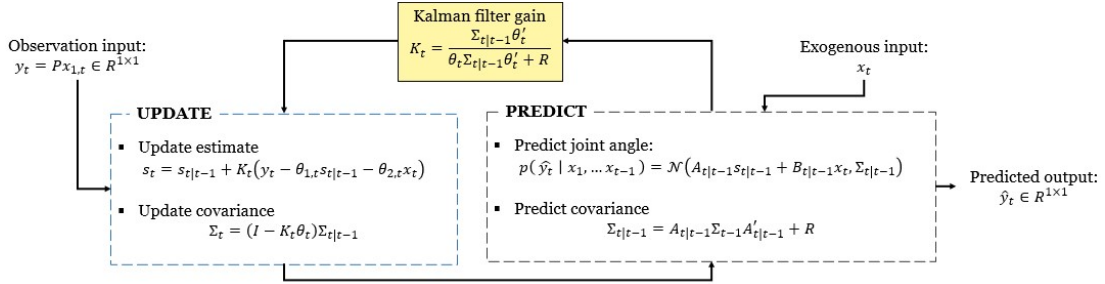 Kalman filter gain
K_t = Σ_{t|t−1}θ′_t / θ_tΣ_{t|t−1}θ′_t + R
Observation input:
y_t = Px_{1,t} ∈ R^{1×1}
Exogenous input:
x_t
UPDATE
▪ Update estimate
s_t = s_{t|t−1} + K_t(y_t − θ_{1,t}s_{t|t−1} − θ_{2,t}x_t)
▪ Update covariance
Σ_t = (I − K_tθ_t)Σ_{t|t−1}
PREDICT
▪ Predict joint angle:
p(ŷ_t | x_1, … x_{t−1}) = 𝒩(A_{t|t−1}s_{t|t−1} + B_{t|t−1}x_t, Σ_{t|t−1})
▪ Predict covariance
Σ_{t|t−1} = A_{t|t−1}Σ_{t−1}A′_{t|t−1} + R
Predicted output:
ŷ_t ∈ R^{1×1}